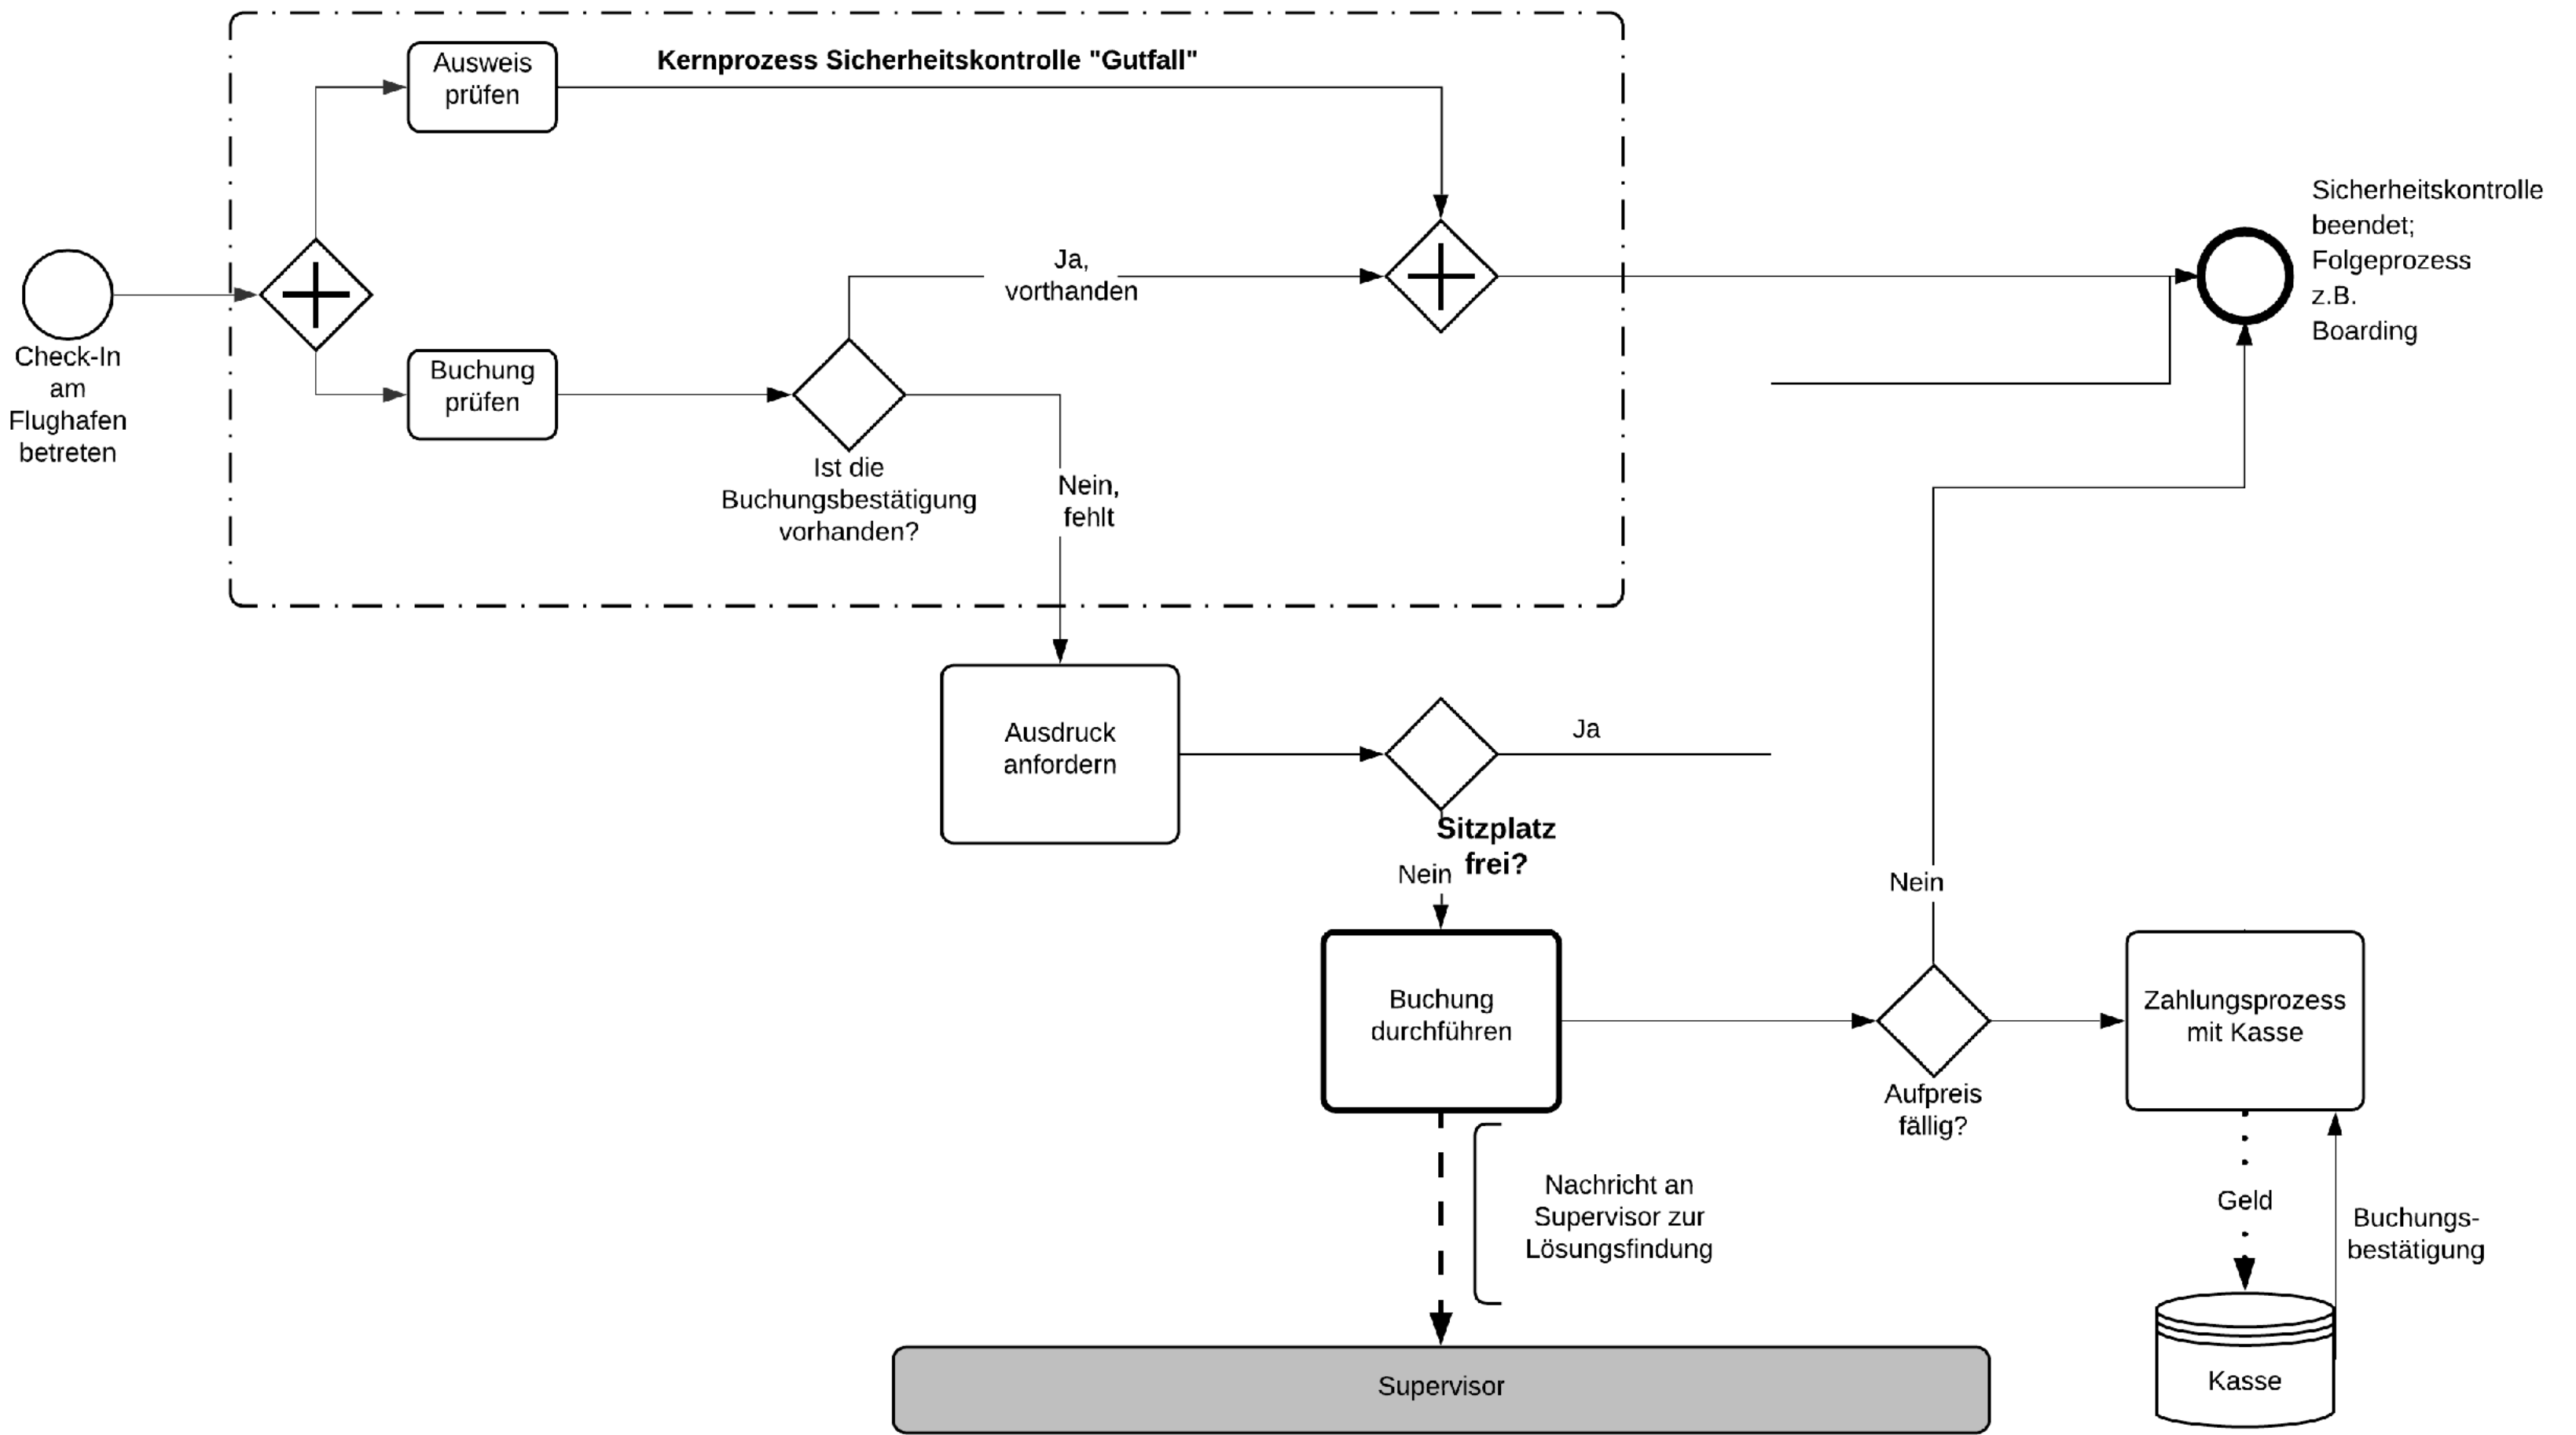 Kernprozess Sicherheitskontrolle "Gutfall"
Ausweis
prüfen
Check-In
am
Flughafen
betreten
Buchung
prüfen
Ist die
Buchungsbestätigung
vorhanden?
Ja,
vorthanden
Nein,
fehlt
Sicherheitskontrolle
beendet;
Folgeprozess
z.B.
Boarding
Ausdruck
anfordern
Ja
Sitzplatz
frei?
Nein
Buchung
durchführen
Nein
Aufpreis
fällig?
Zahlungsprozess
mit Kasse
Nachricht an
Supervisor zur
Lösungsfindung
Geld
Buchungs-
bestätigung
Supervisor
Kasse